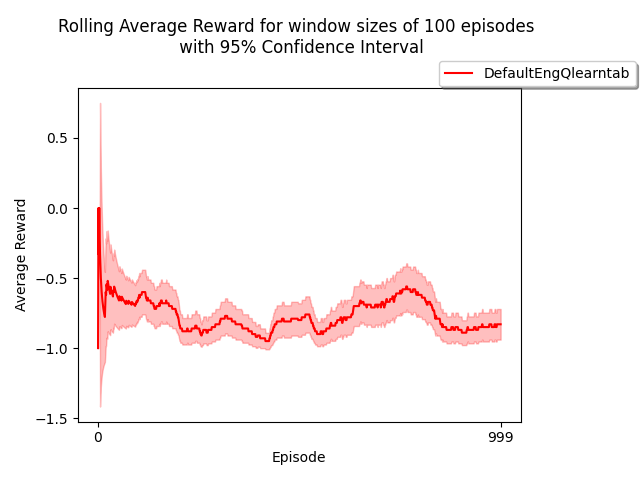 Rolling Average Reward for window sizes of 100 episodes
with 95% Confidence Interval
DefaultEngQlearntab
0.5
0.0
−0.5
−1.0
−1.5
Average Reward
0
999
Episode